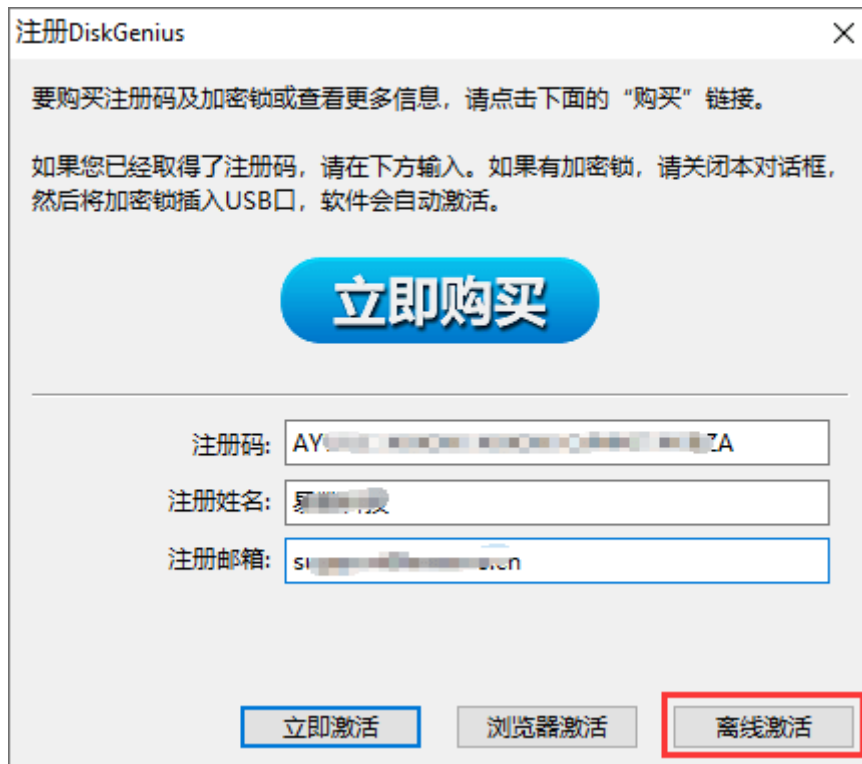 注册DiskGenius
要购买注册码及加密锁或查看更多信息，请点击下面的“购买”链接。
如果您已经取得了注册码，请在下方输入。如果有加密锁，请关闭本对话框，
然后将加密锁插入USB口，软件会自动激活。
立即购买
注册码:
注册姓名:
注册邮箱:
立即激活 浏览器激活 离线激活